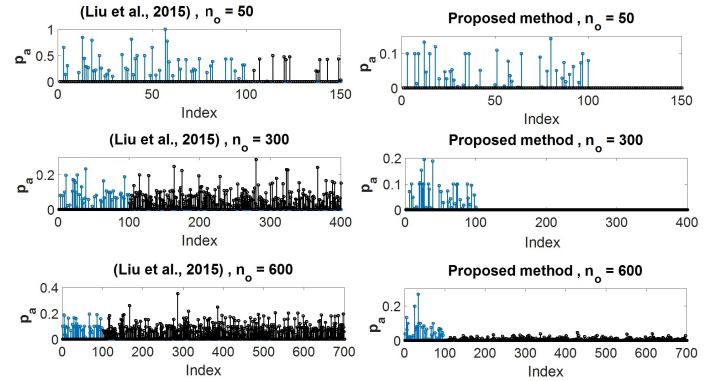 (Liu et al., 2015) , n_o = 50
1
0.5
0
p_a
0
50
100
150
Index
Proposed method , n_o = 50
0.1
0
p_a
0
50
100
150
Index
(Liu et al., 2015) , n_o = 300
0.2
0
p_a
0
100
200
300
400
Index
Proposed method , n_o = 300
0.2
0.1
0
p_a
0
100
200
300
400
Index
(Liu et al., 2015) , n_o = 600
0.4
0.2
0
p_a
0
100
200
300
400
500
600
700
Index
Proposed method , n_o = 600
0.2
0
p_a
0
100
200
300
400
500
600
700
Index